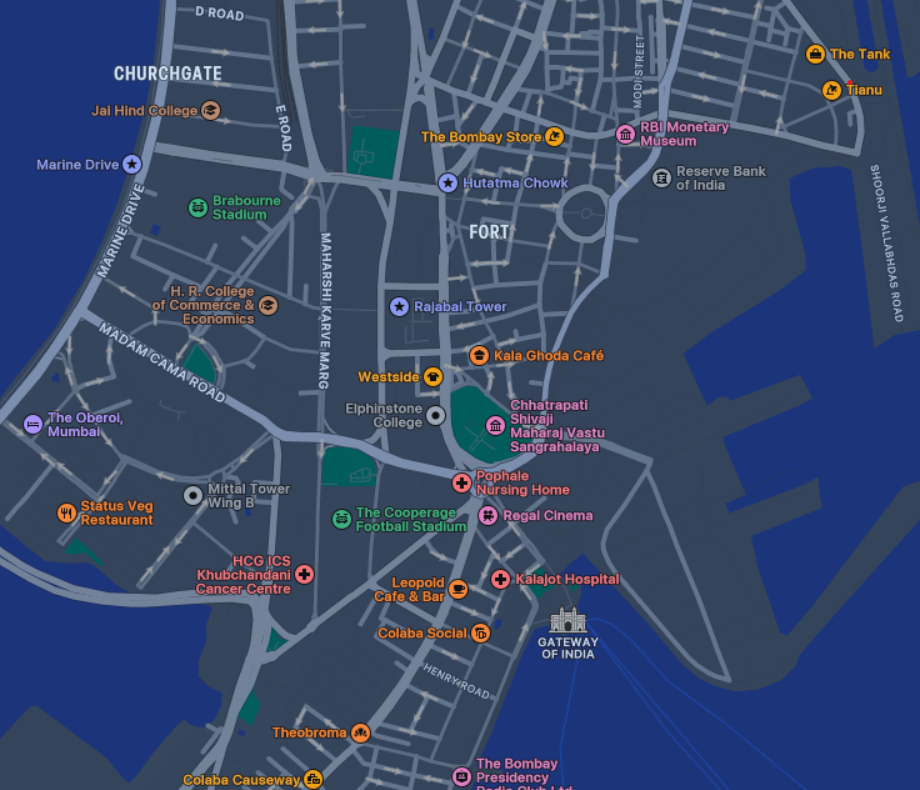 D ROAD
CHURCHGATE
The Tank
Tianu
Jai Hind College
E ROAD
MODI STREET
The Bombay Store
RBI Monetary
Museum
Marine Drive
Hutatma Chowk
Reserve Bank
of India
Brabourne
Stadium
MARINE DRIVE
FORT
SHOORJI VALLABHDAS ROAD
MAHARSHI KARVE MARG
H. R. College
of Commerce &
Economics
Rajabai Tower
MADAM CAMA ROAD
Kala Ghoda Café
Westside
Elphinstone
College
Chhatrapati
Shivaji
Maharaj Vastu
Sangrahalaya
The Oberoi,
Mumbai
Pophale
Nursing Home
Mittal Tower
Wing B
Status Veg
Restaurant
The Cooperage
Football Stadium
Regal Cinema
HCG ICS
Khubchandani
Cancer Centre
Leopold
Cafe & Bar
Kalajot Hospital
Colaba Social
GATEWAY
OF INDIA
HENRY ROAD
Theobroma
Colaba Causeway
The Bombay
Presidency
Radio Club Ltd